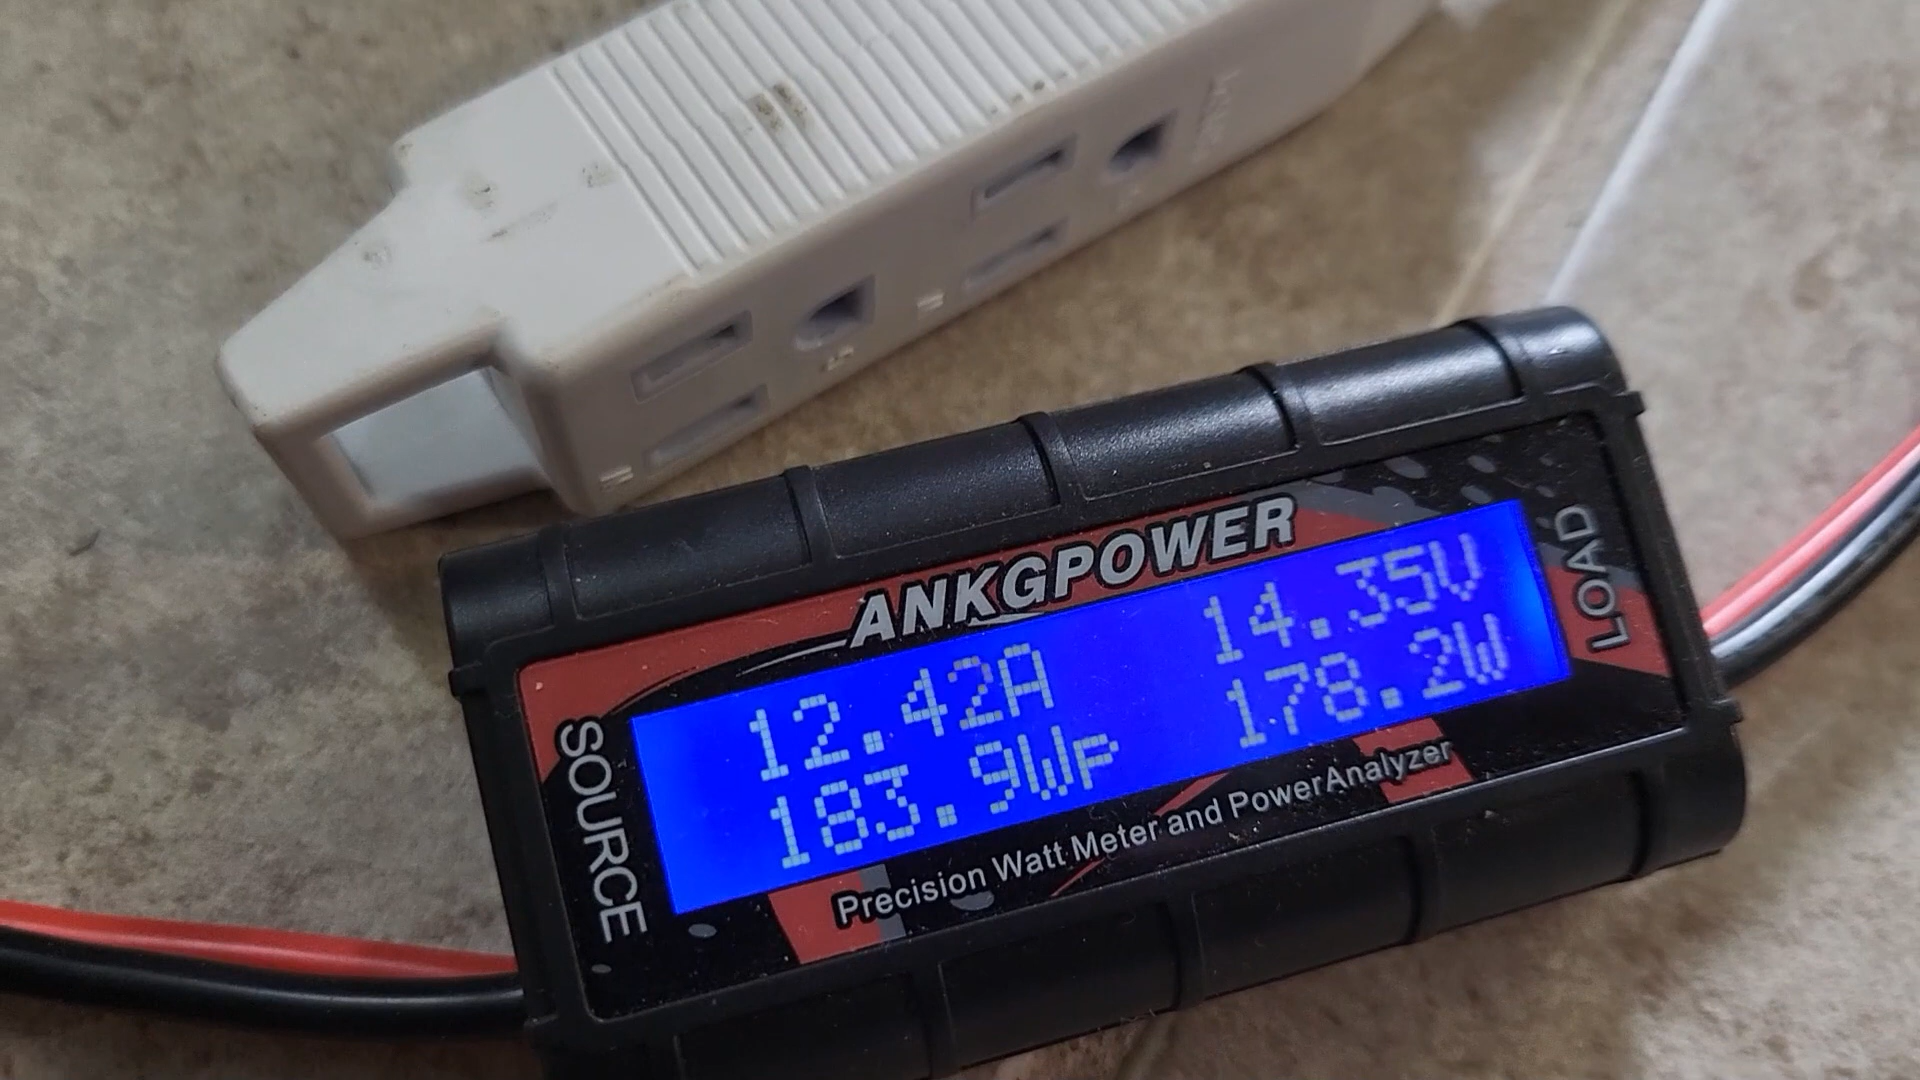 ANKGPOWER
12.42A 14.35V
183.9Wp 178.2W
SOURCE
LOAD
Precision Watt Meter and PowerAnalyzer